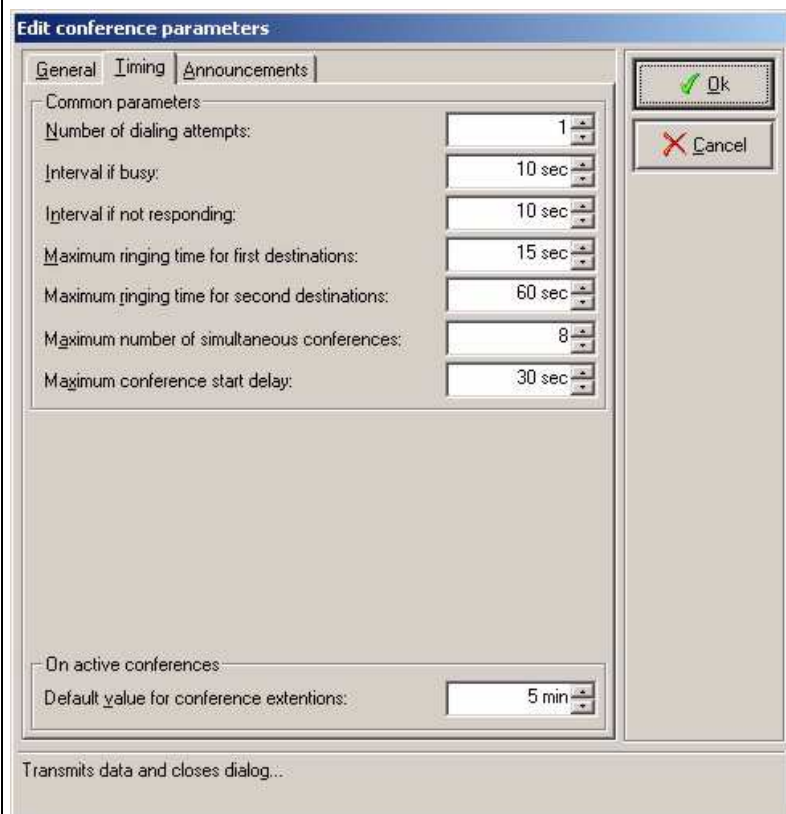 Edit conference parameters
General Timing Announcements
Ok
Cancel
Common parameters
Number of dialing attempts: 1
Interval if busy: 10 sec
Interval if not responding: 10 sec
Maximum ringing time for first destinations: 15 sec
Maximum ringing time for second destinations: 60 sec
Maximum number of simultaneous conferences: 8
Maximum conference start delay: 30 sec
On active conferences
Default value for conference extentions: 5 min
Transmits data and closes dialog...